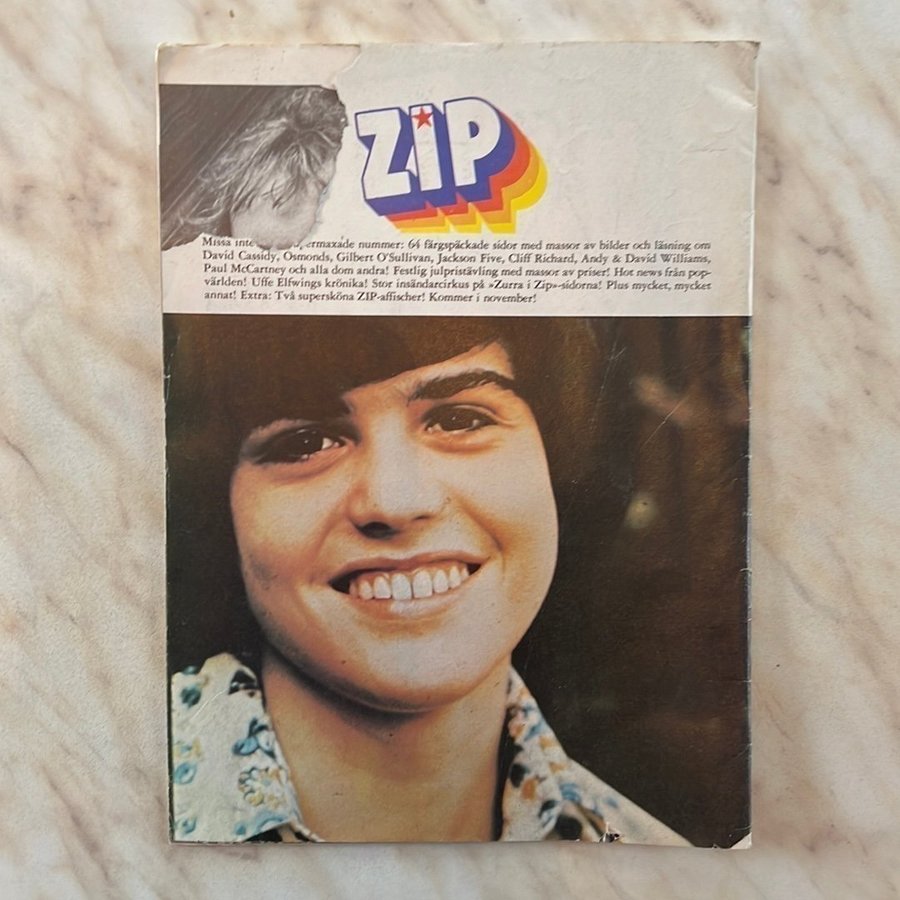 ZIP
Missa inte ermaxade nummer: 64 färgspäckade sidor med massor av bilder och läsning om
David Cassidy, Osmonds, Gilbert O'Sullivan, Jackson Five, Cliff Richard, Andy & David Williams,
Paul McCartney och alla dom andra! Festlig julpristävling med massor av priser! Hot news från pop-
världen! Uffe Elfwings krönika! Stor insändarcirkus på »Zurra i Zip»-sidorna! Plus mycket, mycket
annat! Extra: Två supersköna ZIP-affischer! Kommer i november!